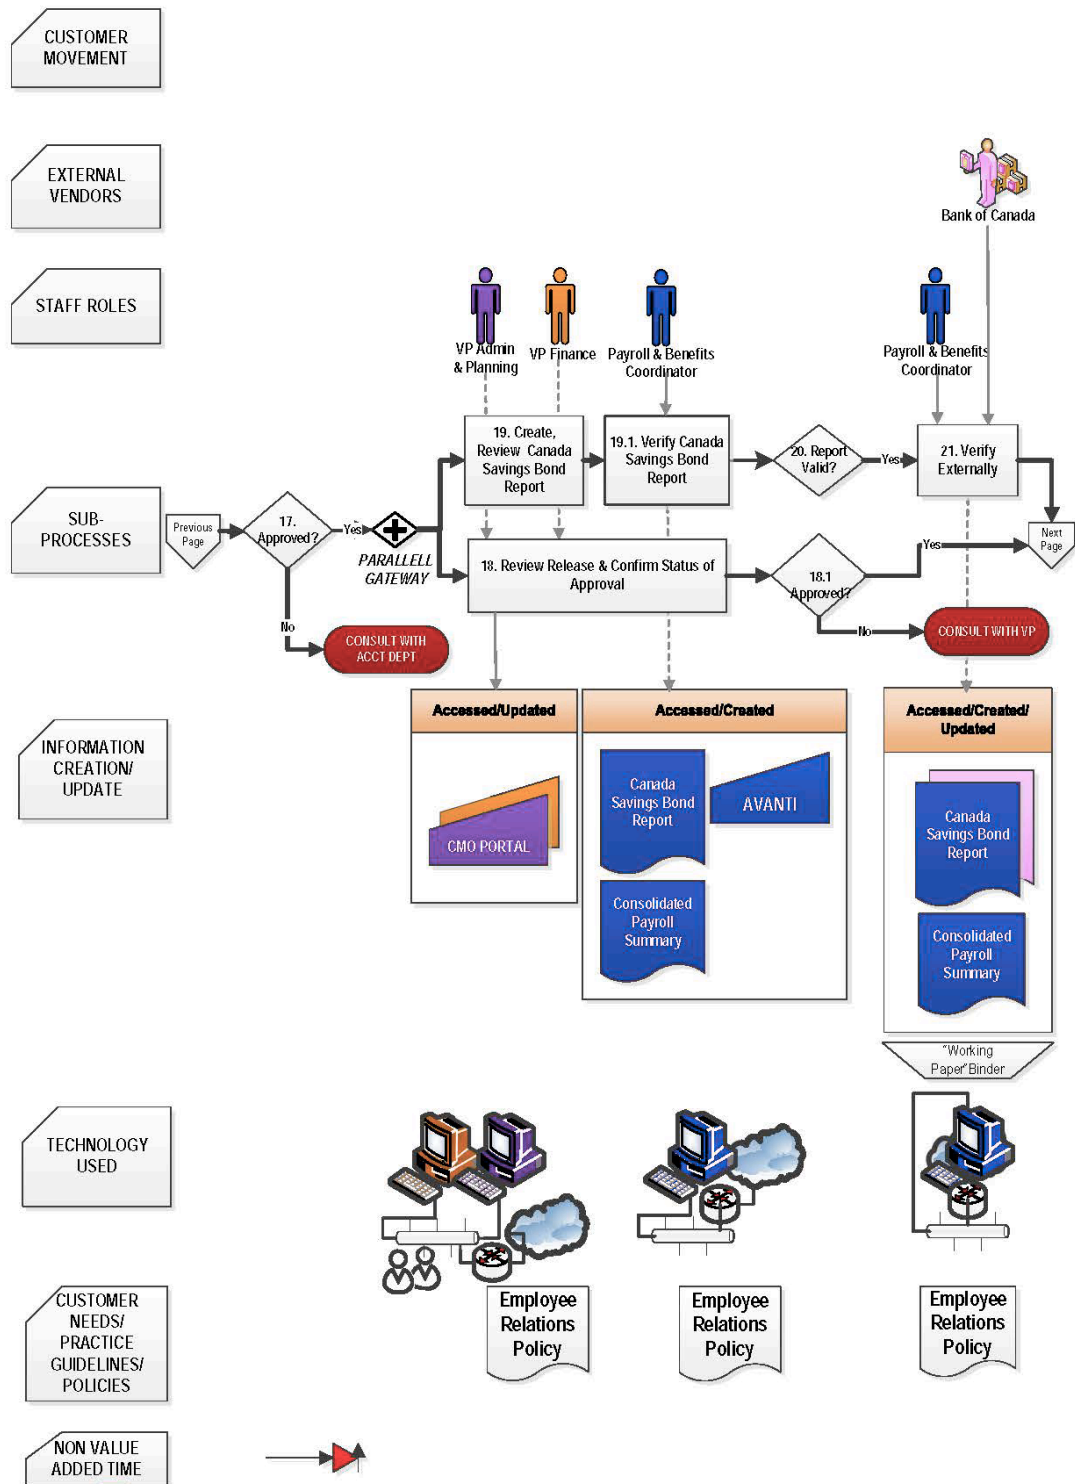 CUSTOMER
MOVEMENT
EXTERNAL
VENDORS
Bank of Canada
STAFF ROLES
VP Admin
& Planning
VP Finance
Payroll & Benefits
Coordinator
Payroll & Benefits
Coordinator
SUB-
PROCESSES
Previous
Page
17.
Approved?
Yes
No
CONSULT WITH
ACCT DEPT
PARALLELL
GATEWAY
19. Create,
Review Canada
Savings Bond
Report
19.1. Verify Canada
Savings Bond
Report
20. Report
Valid?
Yes
21. Verify
Externally
18. Review Release & Confirm Status of
Approval
18.1
Approved?
Yes
No
CONSULT WITH VP
Next
Page
INFORMATION
CREATION/
UPDATE
Accessed/Updated
CMO PORTAL
Accessed/Created
Canada
Savings Bond
Report
AVANTI
Consolidated
Payroll
Summary
Accessed/Created/
Updated
Canada
Savings Bond
Report
Consolidated
Payroll
Summary
"Working
Paper"Binder
TECHNOLOGY
USED
CUSTOMER
NEEDS/
PRACTICE
GUIDELINES/
POLICIES
Employee
Relations
Policy
Employee
Relations
Policy
Employee
Relations
Policy
NON VALUE
ADDED TIME